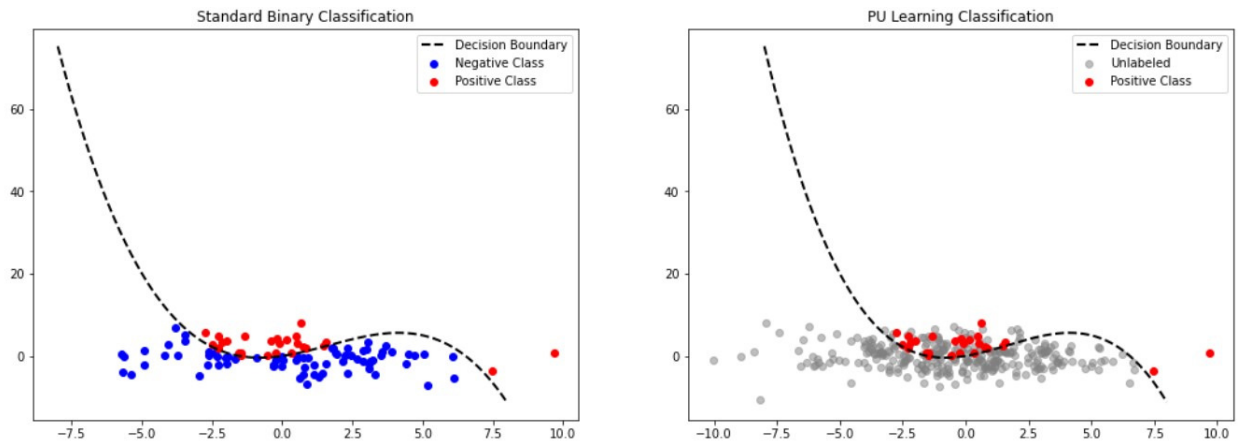 Standard Binary Classification
Decision Boundary
Negative Class
Positive Class
60
40
20
0
−7.5 −5.0 −2.5 0.0 2.5 5.0 7.5 10.0
PU Learning Classification
Decision Boundary
Unlabeled
Positive Class
60
40
20
0
−10.0 −7.5 −5.0 −2.5 0.0 2.5 5.0 7.5 10.0